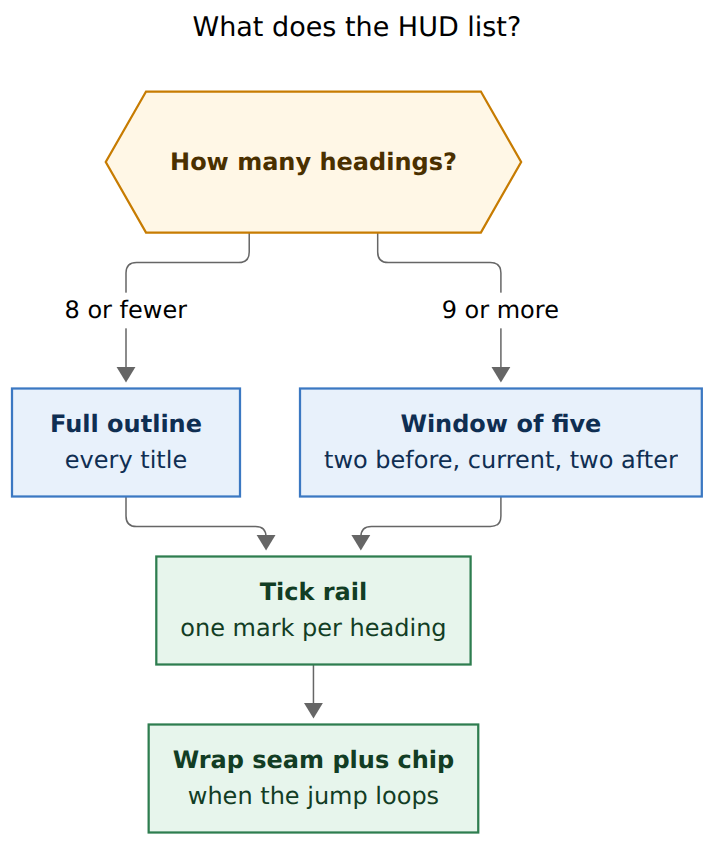 What does the HUD list?
How many headings?
8 or fewer
9 or more
Full outline
every title
Window of five
two before, current, two after
Tick rail
one mark per heading
Wrap seam plus chip
when the jump loops